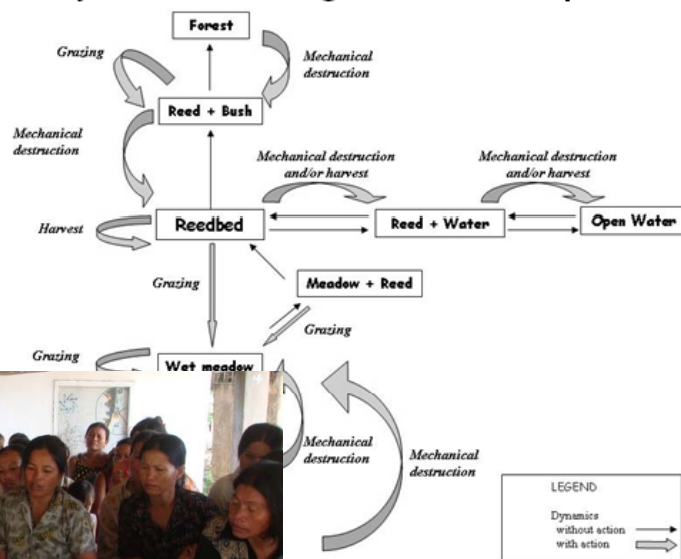 Forest
Grazing
Mechanical
destruction
Reed + Bush
Mechanical
destruction
Mechanical destruction
and/or harvest
Mechanical destruction
and/or harvest
Harvest
Reedbed
Reed + Water
Open Water
Grazing
Meadow + Reed
Grazing
Grazing
Wet meadow
Mechanical
destruction
Mechanical
destruction
LEGEND
Dynamics
without action
with action